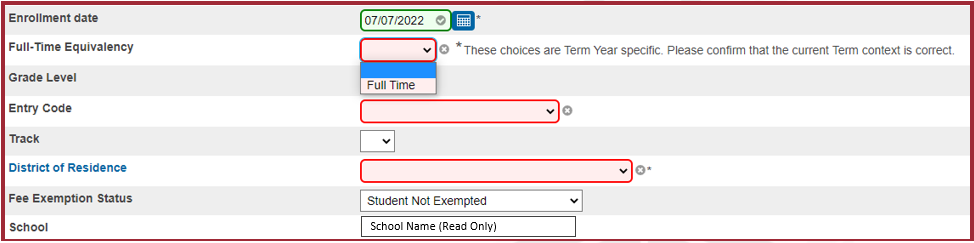 Enrollment date 07/07/2022 *
Full-Time Equivalency * These choices are Term Year specific. Please confirm that the current Term context is correct.
Grade Level Full Time
Entry Code
Track
District of Residence *
Fee Exemption Status Student Not Exempted
School School Name (Read Only)